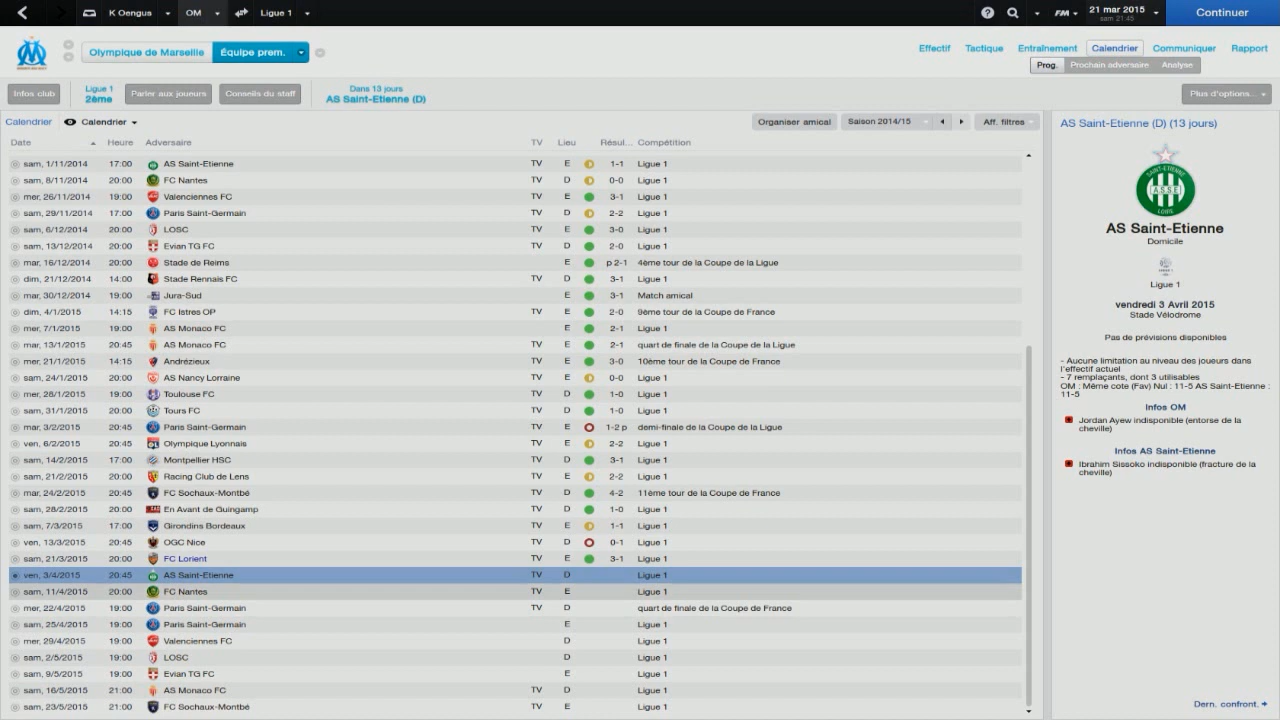 K Oengus OM Ligue 1 FM 21 mar 2015 sam 21:45 Continuer
Olympique de Marseille Équipe prem. Effectif Tactique Entraînement Calendrier Communiquer Rapport
Prog. Prochain adversaire Analyse
Infos club Ligue 1 2ème Parler aux joueurs Conseils du staff Dans 13 jours AS Saint-Etienne (D) Plus d'options...
Calendrier Calendrier Organiser amical Saison 2014/15 Aff. filtres
Date Heure Adversaire TV Lieu Résul... Compétition
sam, 1/11/2014 17:00 AS Saint-Etienne TV E 1-1 Ligue 1
sam, 8/11/2014 20:00 FC Nantes TV D 0-0 Ligue 1
mer, 26/11/2014 19:00 Valenciennes FC TV E 3-1 Ligue 1
sam, 29/11/2014 17:00 Paris Saint-Germain TV D 2-2 Ligue 1
sam, 6/12/2014 20:00 LOSC TV E 3-0 Ligue 1
sam, 13/12/2014 20:00 Evian TG FC TV D 2-0 Ligue 1
mar, 16/12/2014 20:00 Stade de Reims E p 2-1 4ème tour de la Coupe de la Ligue
dim, 21/12/2014 14:00 Stade Rennais FC TV D 3-1 Ligue 1
mar, 30/12/2014 19:00 Jura-Sud E 3-1 Match amical
dim, 4/1/2015 14:15 FC Istres OP TV E 2-0 9ème tour de la Coupe de France
mer, 7/1/2015 19:00 AS Monaco FC E 2-1 Ligue 1
mar, 13/1/2015 20:45 AS Monaco FC TV E 2-1 quart de finale de la Coupe de la Ligue
mer, 21/1/2015 14:15 Andrézieux TV E 3-0 10ème tour de la Coupe de France
sam, 24/1/2015 20:00 AS Nancy Lorraine TV E 0-0 Ligue 1
mer, 28/1/2015 19:00 Toulouse FC TV D 1-0 Ligue 1
sam, 31/1/2015 20:00 Tours FC TV D 1-0 Ligue 1
mar, 3/2/2015 20:45 Paris Saint-Germain TV E 1-2 p demi-finale de la Coupe de la Ligue
ven, 6/2/2015 20:45 Olympique Lyonnais TV E 2-2 Ligue 1
sam, 14/2/2015 17:00 Montpellier HSC TV D 3-1 Ligue 1
sam, 21/2/2015 20:00 Racing Club de Lens TV E 2-2 Ligue 1
mar, 24/2/2015 20:45 FC Sochaux-Montbé TV D 4-2 11ème tour de la Coupe de France
sam, 28/2/2015 20:00 En Avant de Guingamp TV D 1-0 Ligue 1
sam, 7/3/2015 17:00 Girondins Bordeaux TV E 1-1 Ligue 1
ven, 13/3/2015 20:45 OGC Nice TV D 0-1 Ligue 1
sam, 21/3/2015 20:00 FC Lorient TV E 3-1 Ligue 1
ven, 3/4/2015 20:45 AS Saint-Etienne TV D Ligue 1
sam, 11/4/2015 20:00 FC Nantes TV E Ligue 1
mer, 22/4/2015 19:00 Paris Saint-Germain TV D quart de finale de la Coupe de France
sam, 25/4/2015 19:00 Paris Saint-Germain E Ligue 1
mer, 29/4/2015 19:00 Valenciennes FC D Ligue 1
sam, 2/5/2015 19:00 LOSC D Ligue 1
sam, 9/5/2015 19:00 Evian TG FC E Ligue 1
sam, 16/5/2015 21:00 AS Monaco FC TV D Ligue 1
sam, 23/5/2015 21:00 FC Sochaux-Montbé TV E Ligue 1
AS Saint-Etienne (D) (13 jours)
SAINT-ETIENNE
A.S.S.E
LOIRE
AS Saint-Etienne
Domicile
Ligue 1
vendredi 3 Avril 2015
Stade Vélodrome
Pas de prévisions disponibles
- Aucune limitation au niveau des joueurs dans
l'effectif actuel
- 7 remplaçants, dont 3 utilisables
OM : Même cote (Fav) Nul : 11-5 AS Saint-Etienne :
11-5
Infos OM
Jordan Ayew indisponible (entorse de la
cheville)
Infos AS Saint-Etienne
Ibrahim Sissoko indisponible (fracture de la
cheville)
Dern. confront.